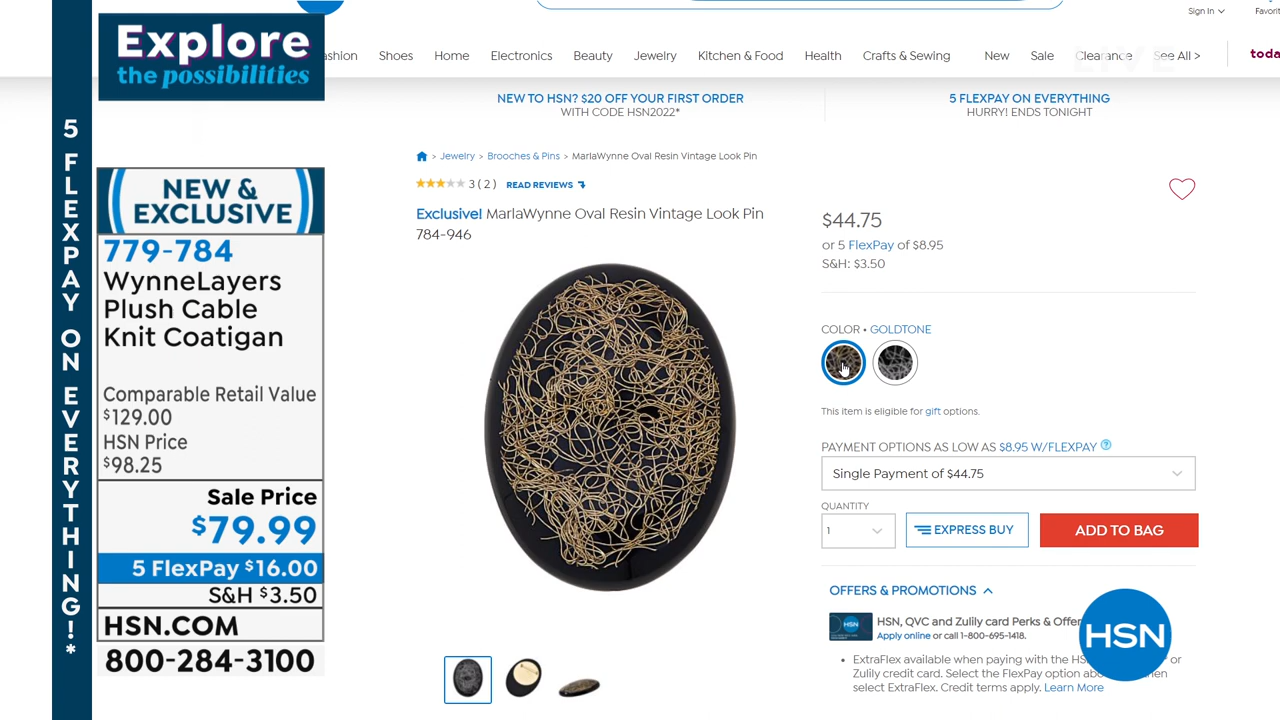 Explore
the possibilities
5 FLEXPAY ON EVERYTHING!*
NEW &
EXCLUSIVE
779-784
WynneLayers
Plush Cable
Knit Coatigan
Comparable Retail Value
$129.00
HSN Price
$98.25
Sale Price
$79.99
5 FlexPay $16.00
S&H $3.50
HSN.COM
800-284-3100
Sign In
Favorit
ashion Shoes Home Electronics Beauty Jewelry Kitchen & Food Health Crafts & Sewing New Sale Clearance See All > toda
LIVE
NEW TO HSN? $20 OFF YOUR FIRST ORDER
WITH CODE HSN2022*
5 FLEXPAY ON EVERYTHING
HURRY! ENDS TONIGHT
> Jewelry > Brooches & Pins > MarlaWynne Oval Resin Vintage Look Pin
3 ( 2 ) READ REVIEWS
Exclusive! MarlaWynne Oval Resin Vintage Look Pin
784-946
$44.75
or 5 FlexPay of $8.95
S&H: $3.50
COLOR • GOLDTONE
This item is eligible for gift options.
PAYMENT OPTIONS AS LOW AS $8.95 W/FLEXPAY ?
Single Payment of $44.75
QUANTITY
1
EXPRESS BUY
ADD TO BAG
OFFERS & PROMOTIONS
HSN
HSN, QVC and Zulily card Perks & Offer
Apply online or call 1-800-695-1418.
HSN
• ExtraFlex available when paying with the HS or
Zulily credit card. Select the FlexPay option hen
select ExtraFlex. Credit terms apply. Learn More